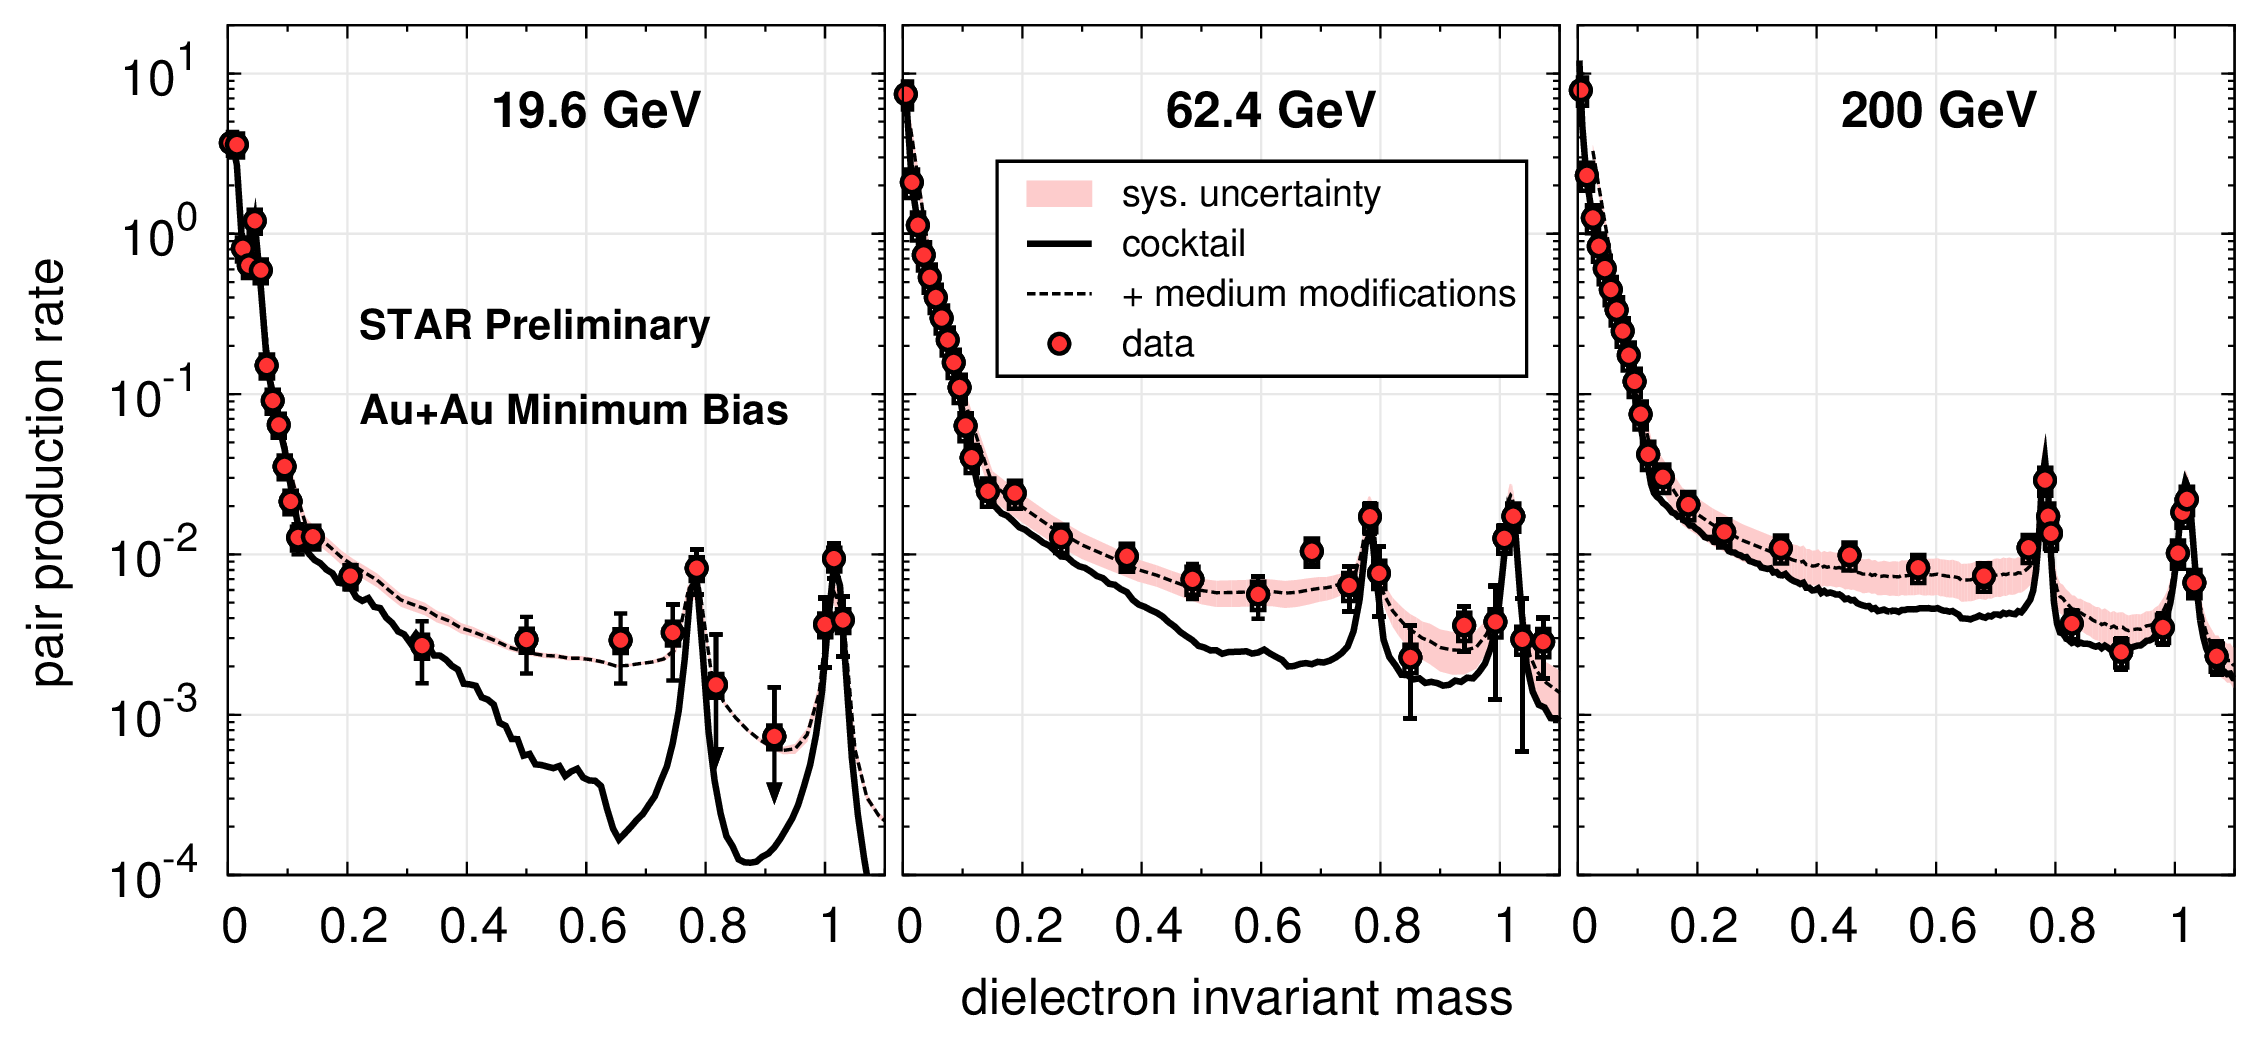 19.6 GeV
62.4 GeV
200 GeV
sys. uncertainty
cocktail
+ medium modifications
data
STAR Preliminary
Au+Au Minimum Bias
pair production rate
10^1
10^0
10^-1
10^-2
10^-3
10^-4
0 0.2 0.4 0.6 0.8 1
0 0.2 0.4 0.6 0.8 1
0 0.2 0.4 0.6 0.8 1
dielectron invariant mass